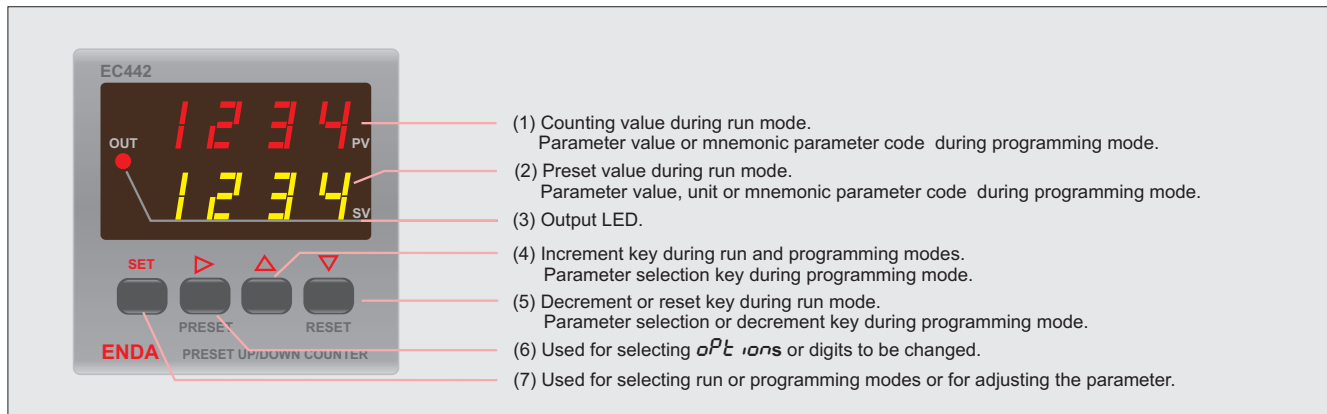 EC442
1234
PV
OUT
1234
SV
SET
PRESET
RESET
ENDA PRESET UP/DOWN COUNTER
(1) Counting value during run mode.
Parameter value or mnemonic parameter code during programming mode.
(2) Preset value during run mode.
Parameter value, unit or mnemonic parameter code during programming mode.
(3) Output LED.
(4) Increment key during run and programming modes.
Parameter selection key during programming mode.
(5) Decrement or reset key during run mode.
Parameter selection or decrement key during programming mode.
(6) Used for selecting oPtions or digits to be changed.
(7) Used for selecting run or programming modes or for adjusting the parameter.